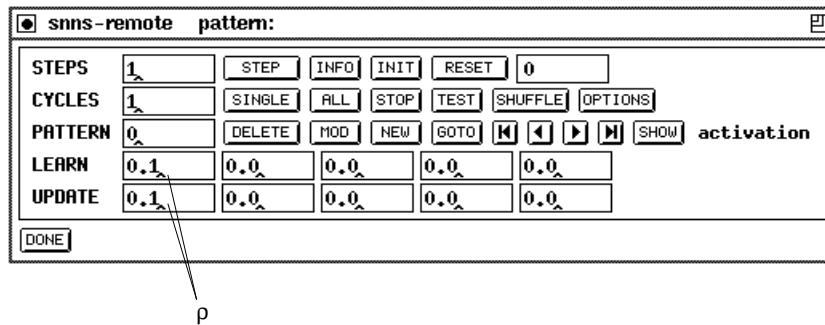 snns-remote pattern:
STEPS 1 STEP INFO INIT RESET 0
CYCLES 1 SINGLE ALL STOP TEST SHUFFLE OPTIONS
PATTERN 0 DELETE MOD NEW GOTO SHOW activation
LEARN 0.1 0.0 0.0 0.0 0.0
UPDATE 0.1 0.0 0.0 0.0 0.0
DONE
ρ